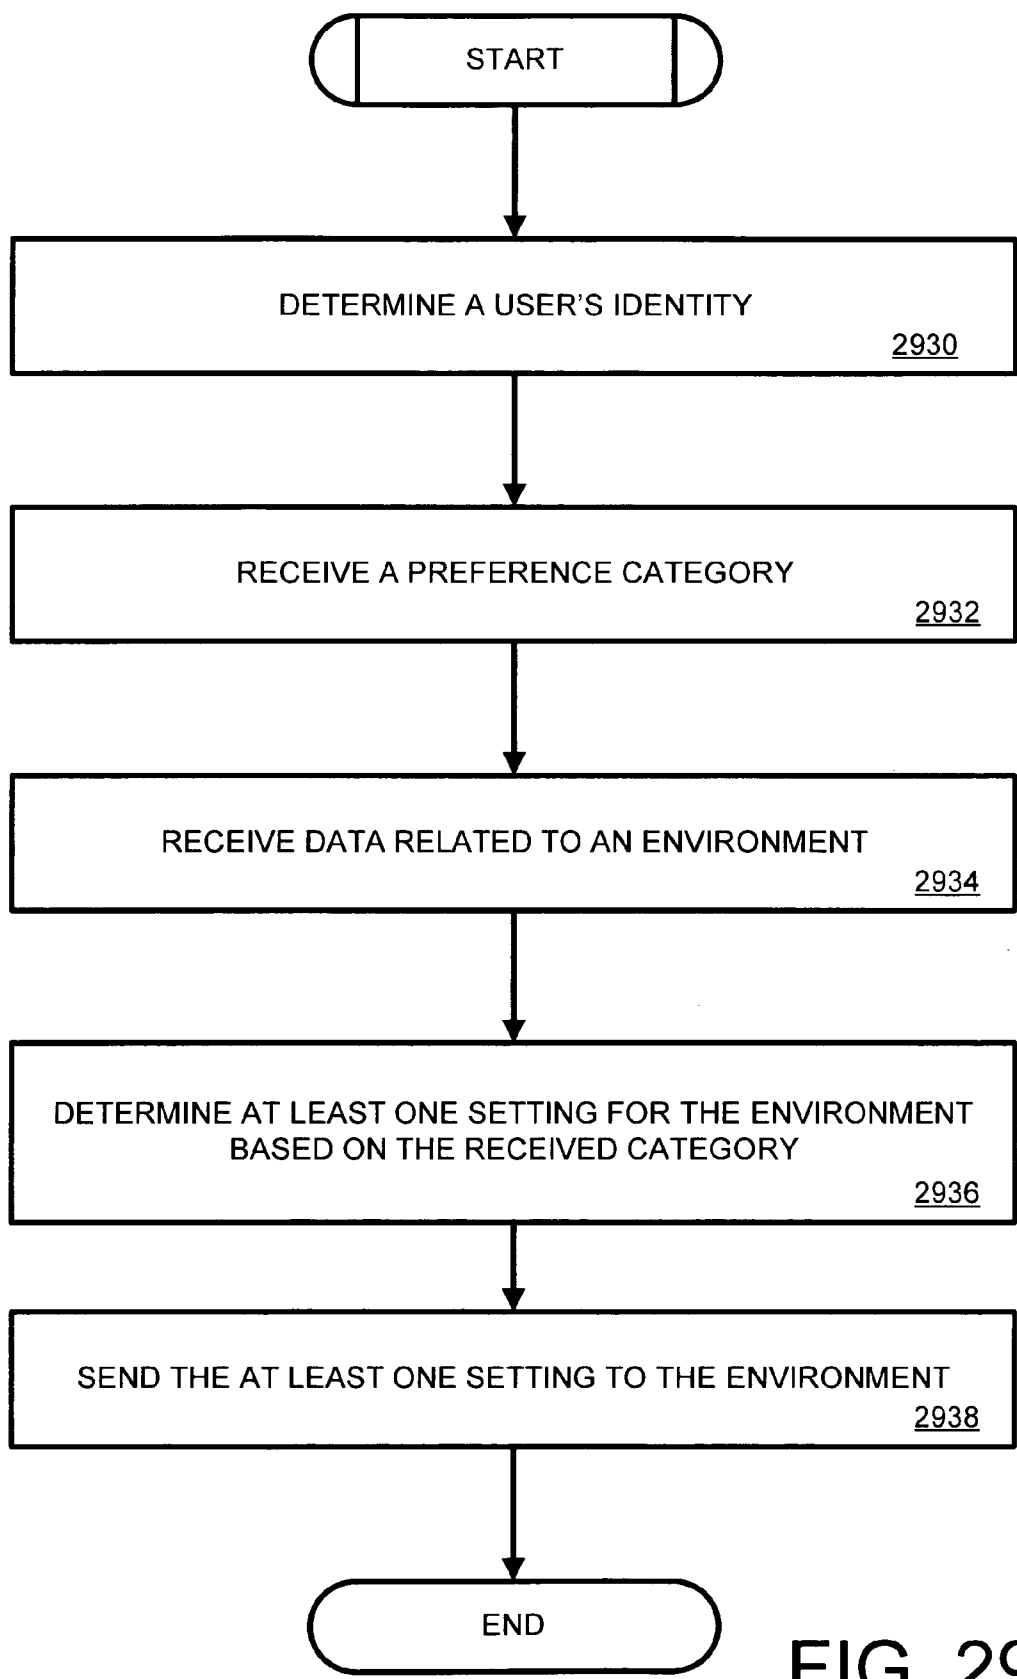 START
DETERMINE A USER'S IDENTITY
2930
RECEIVE A PREFERENCE CATEGORY
2932
RECEIVE DATA RELATED TO AN ENVIRONMENT
2934
DETERMINE AT LEAST ONE SETTING FOR THE ENVIRONMENT
BASED ON THE RECEIVED CATEGORY
2936
SEND THE AT LEAST ONE SETTING TO THE ENVIRONMENT
2938
END
FIG. 29